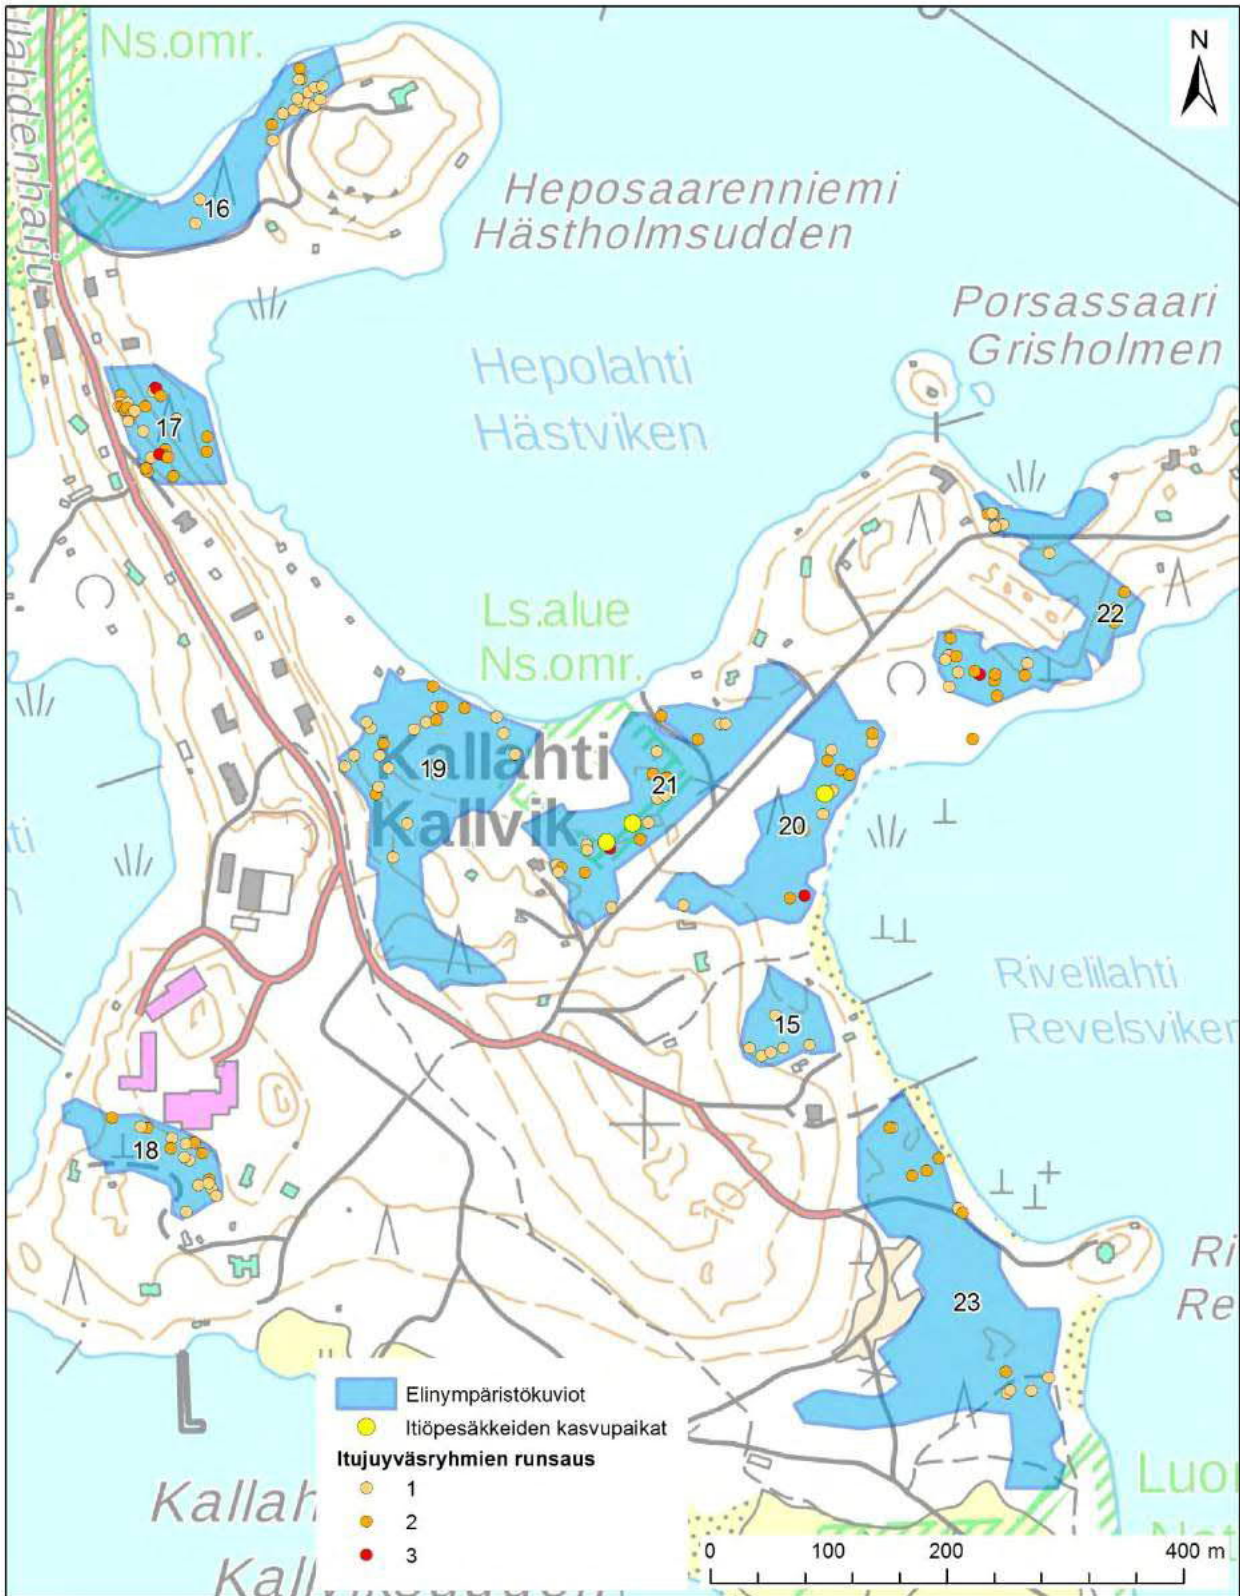 Ns.omr.
N
Heposaarenniemi
Hästholmsudden
16
Porsassaari
Grisholmen
Hepolahti
Hästviken
17
Ls.alue
Ns.omr.
22
Kallahti
Kallvik
19
21
20
Rivelilahti
Revelsviken
15
18
23
Elinympäristökuviot
Itiöpesäkkeiden kasvupaikat
Itujuyväsryhmien runsaus
1
2
3
0 100 200 400 m